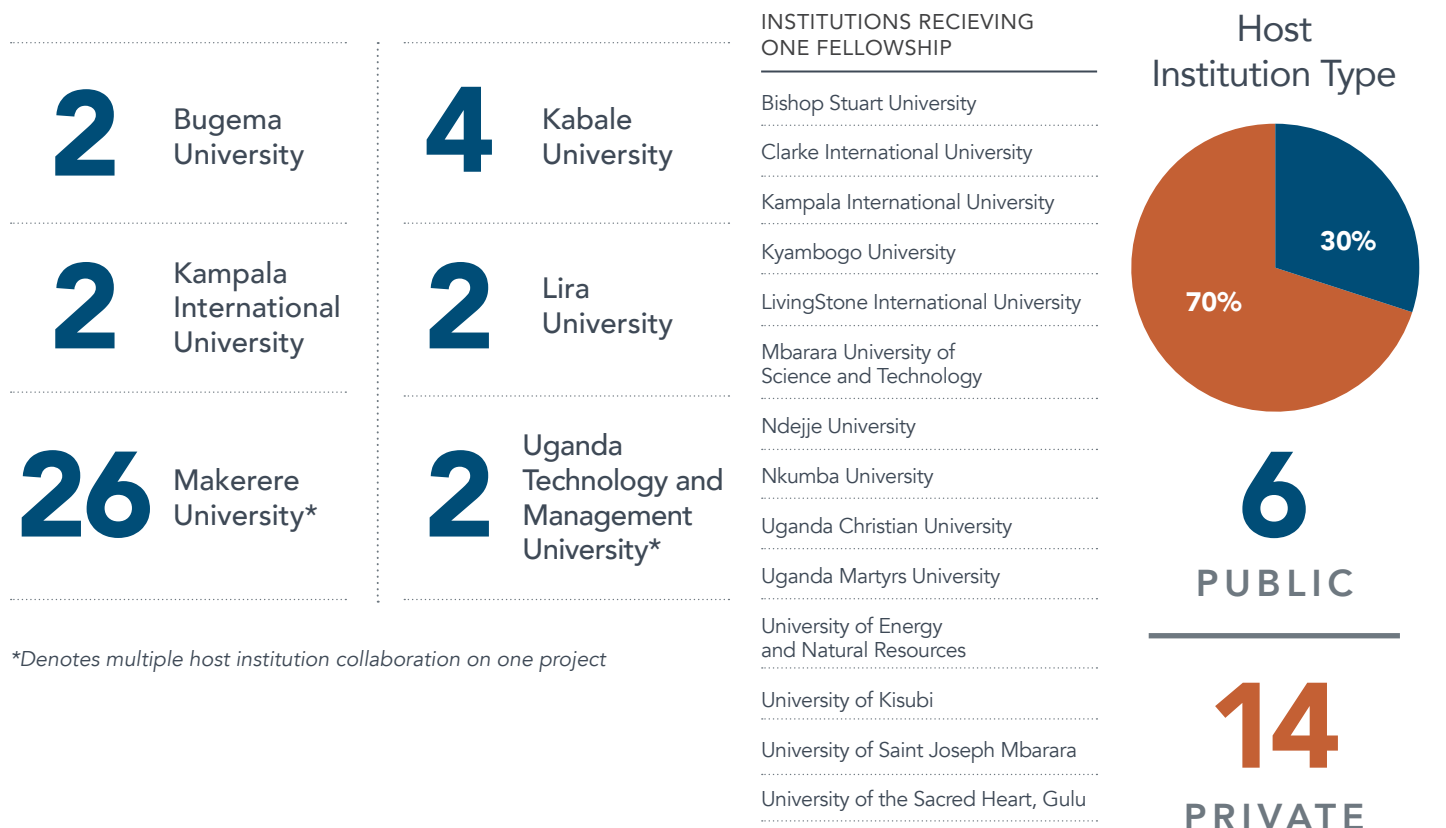 2
Bugema
University
4
Kabale
University
2
Kampala
International
University
2
Lira
University
26
Makerere
University*
2
Uganda
Technology and
Management
University*
*Denotes multiple host institution collaboration on one project
INSTITUTIONS RECIEVING
ONE FELLOWSHIP
Bishop Stuart University
Clarke International University
Kampala International University
Kyambogo University
LivingStone International University
Mbarara University of
Science and Technology
Ndejje University
Nkumba University
Uganda Christian University
Uganda Martyrs University
University of Energy
and Natural Resources
University of Kisubi
University of Saint Joseph Mbarara
University of the Sacred Heart, Gulu
Host
Institution Type
30%
70%
6
PUBLIC
14
PRIVATE